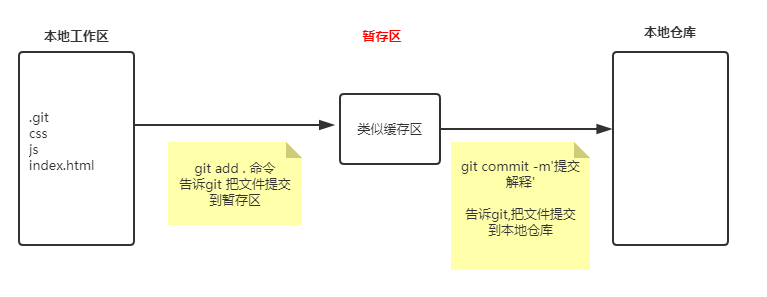 本地工作区
暂存区
本地仓库
.git
css
js
index.html
类似缓存区
git add . 命令
告诉git 把文件提交
到暂存区
git commit -m'提交
解释'
告诉git,把文件提交
到本地仓库